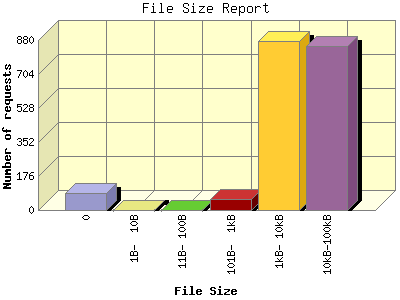 File Size Report
Number of requests
880
704
528
352
176
0
0
1B- 10B
11B- 100B
101B- 1kB
1kB- 10kB
10kB-100kB
File Size